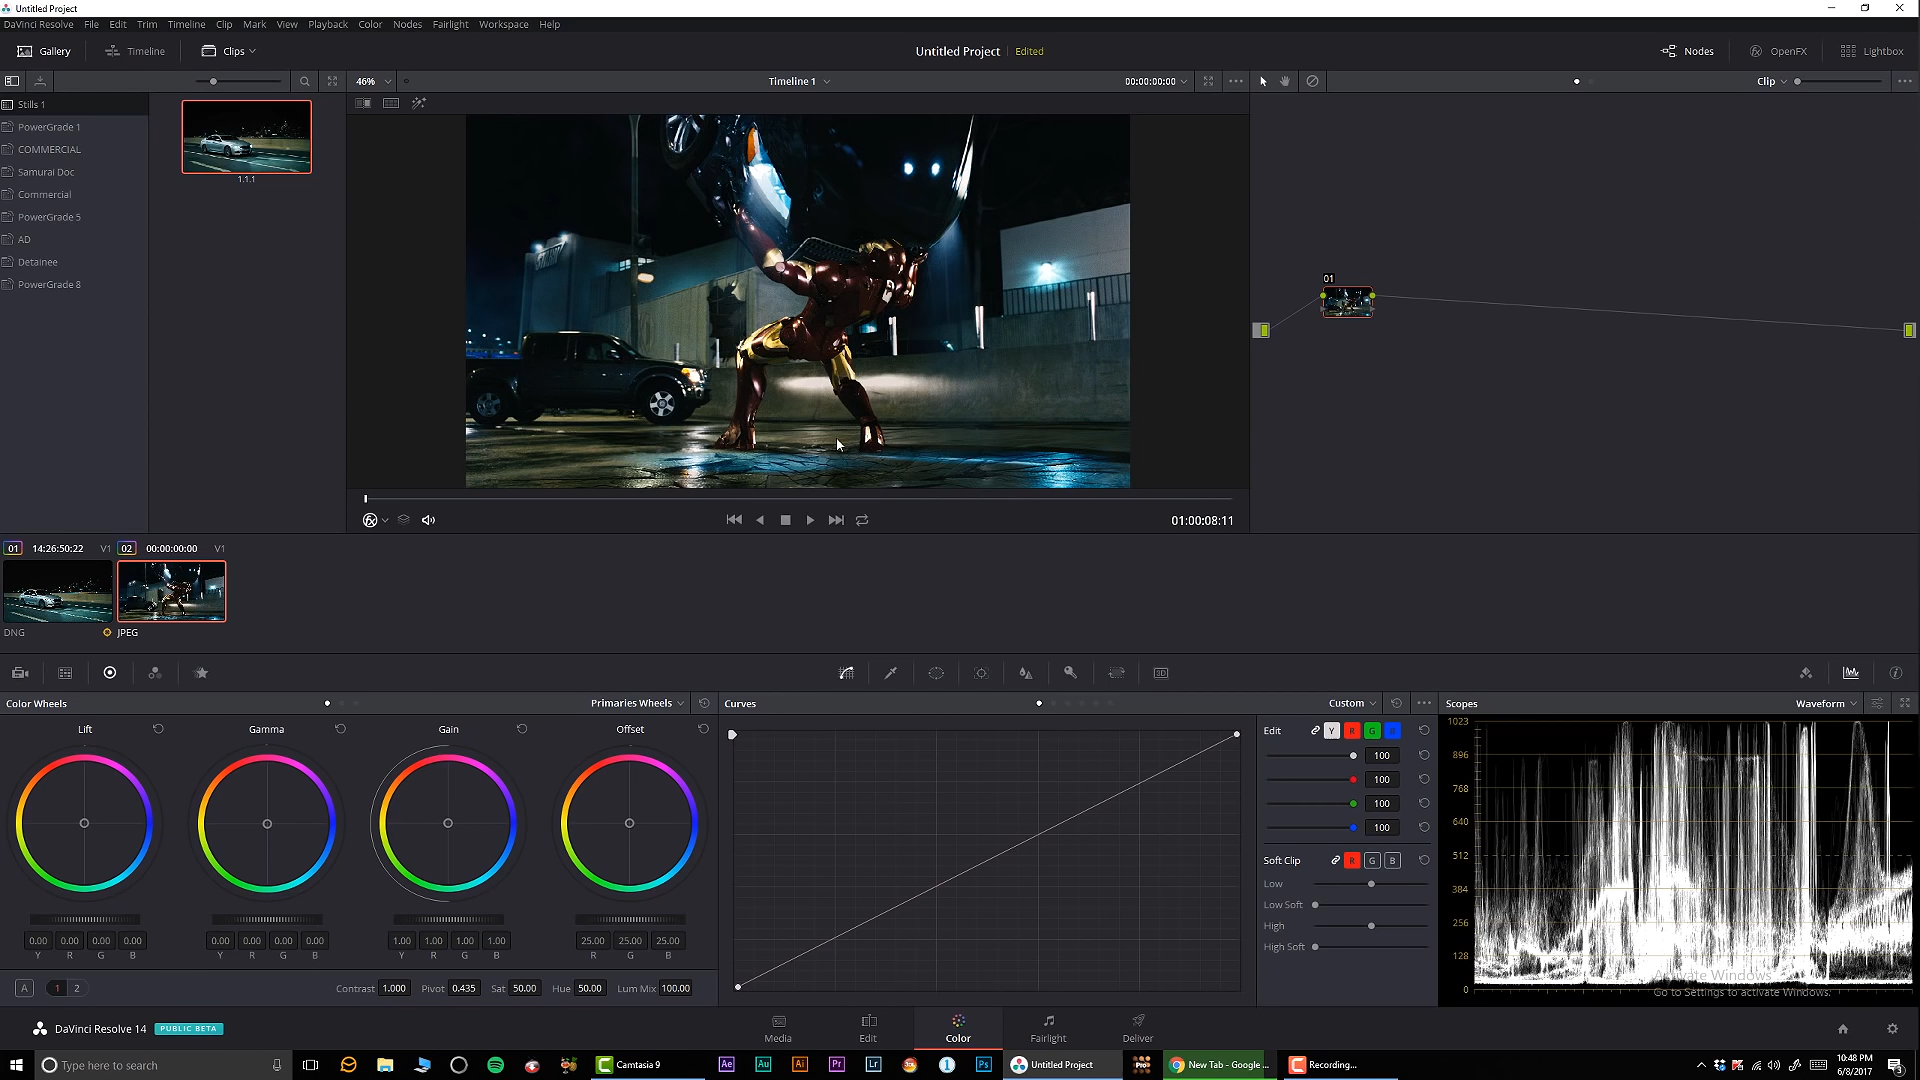 Untitled Project
DaVinci Resolve File Edit Trim Timeline Clip Mark View Playback Color Nodes Fairlight Workspace Help
Gallery Timeline Clips Untitled Project Edited Nodes OpenFX Lightbox
46% Timeline 1 00:00:00:00 Clip
Stills 1
PowerGrade 1
COMMERCIAL
Samurai Doc
Commercial
PowerGrade 5
AD
Detainee
PowerGrade 8
1.1.1
01
01:00:08:11
01 14:26:50:22 V1 02 00:00:00:00 V1
DNG JPEG
Color Wheels Primaries Wheels Curves Custom Scopes Waveform
Lift Gamma Gain Offset
Edit Y R G B
100
100
100
100
Soft Clip R G B
Low
Low Soft
High
High Soft
1023
896
768
640
512
384
256
128
0
0.00 0.00 0.00 0.00 0.00 0.00 0.00 0.00 1.00 1.00 1.00 1.00 25.00 25.00 25.00
Y R G B Y R G B Y R G B R G B
A 1 2 Contrast 1.000 Pivot 0.435 Sat 50.00 Hue 50.00 Lum Mix 100.00
Activate Windows
Go to Settings to activate Windows.
DaVinci Resolve 14 PUBLIC BETA
Media Edit Color Fairlight Deliver
Type here to search Camtasia 9 Ae Au Ai Pr Lr Ps Untitled Project New Tab - Google ... Recording...
10:48 PM
6/8/2017